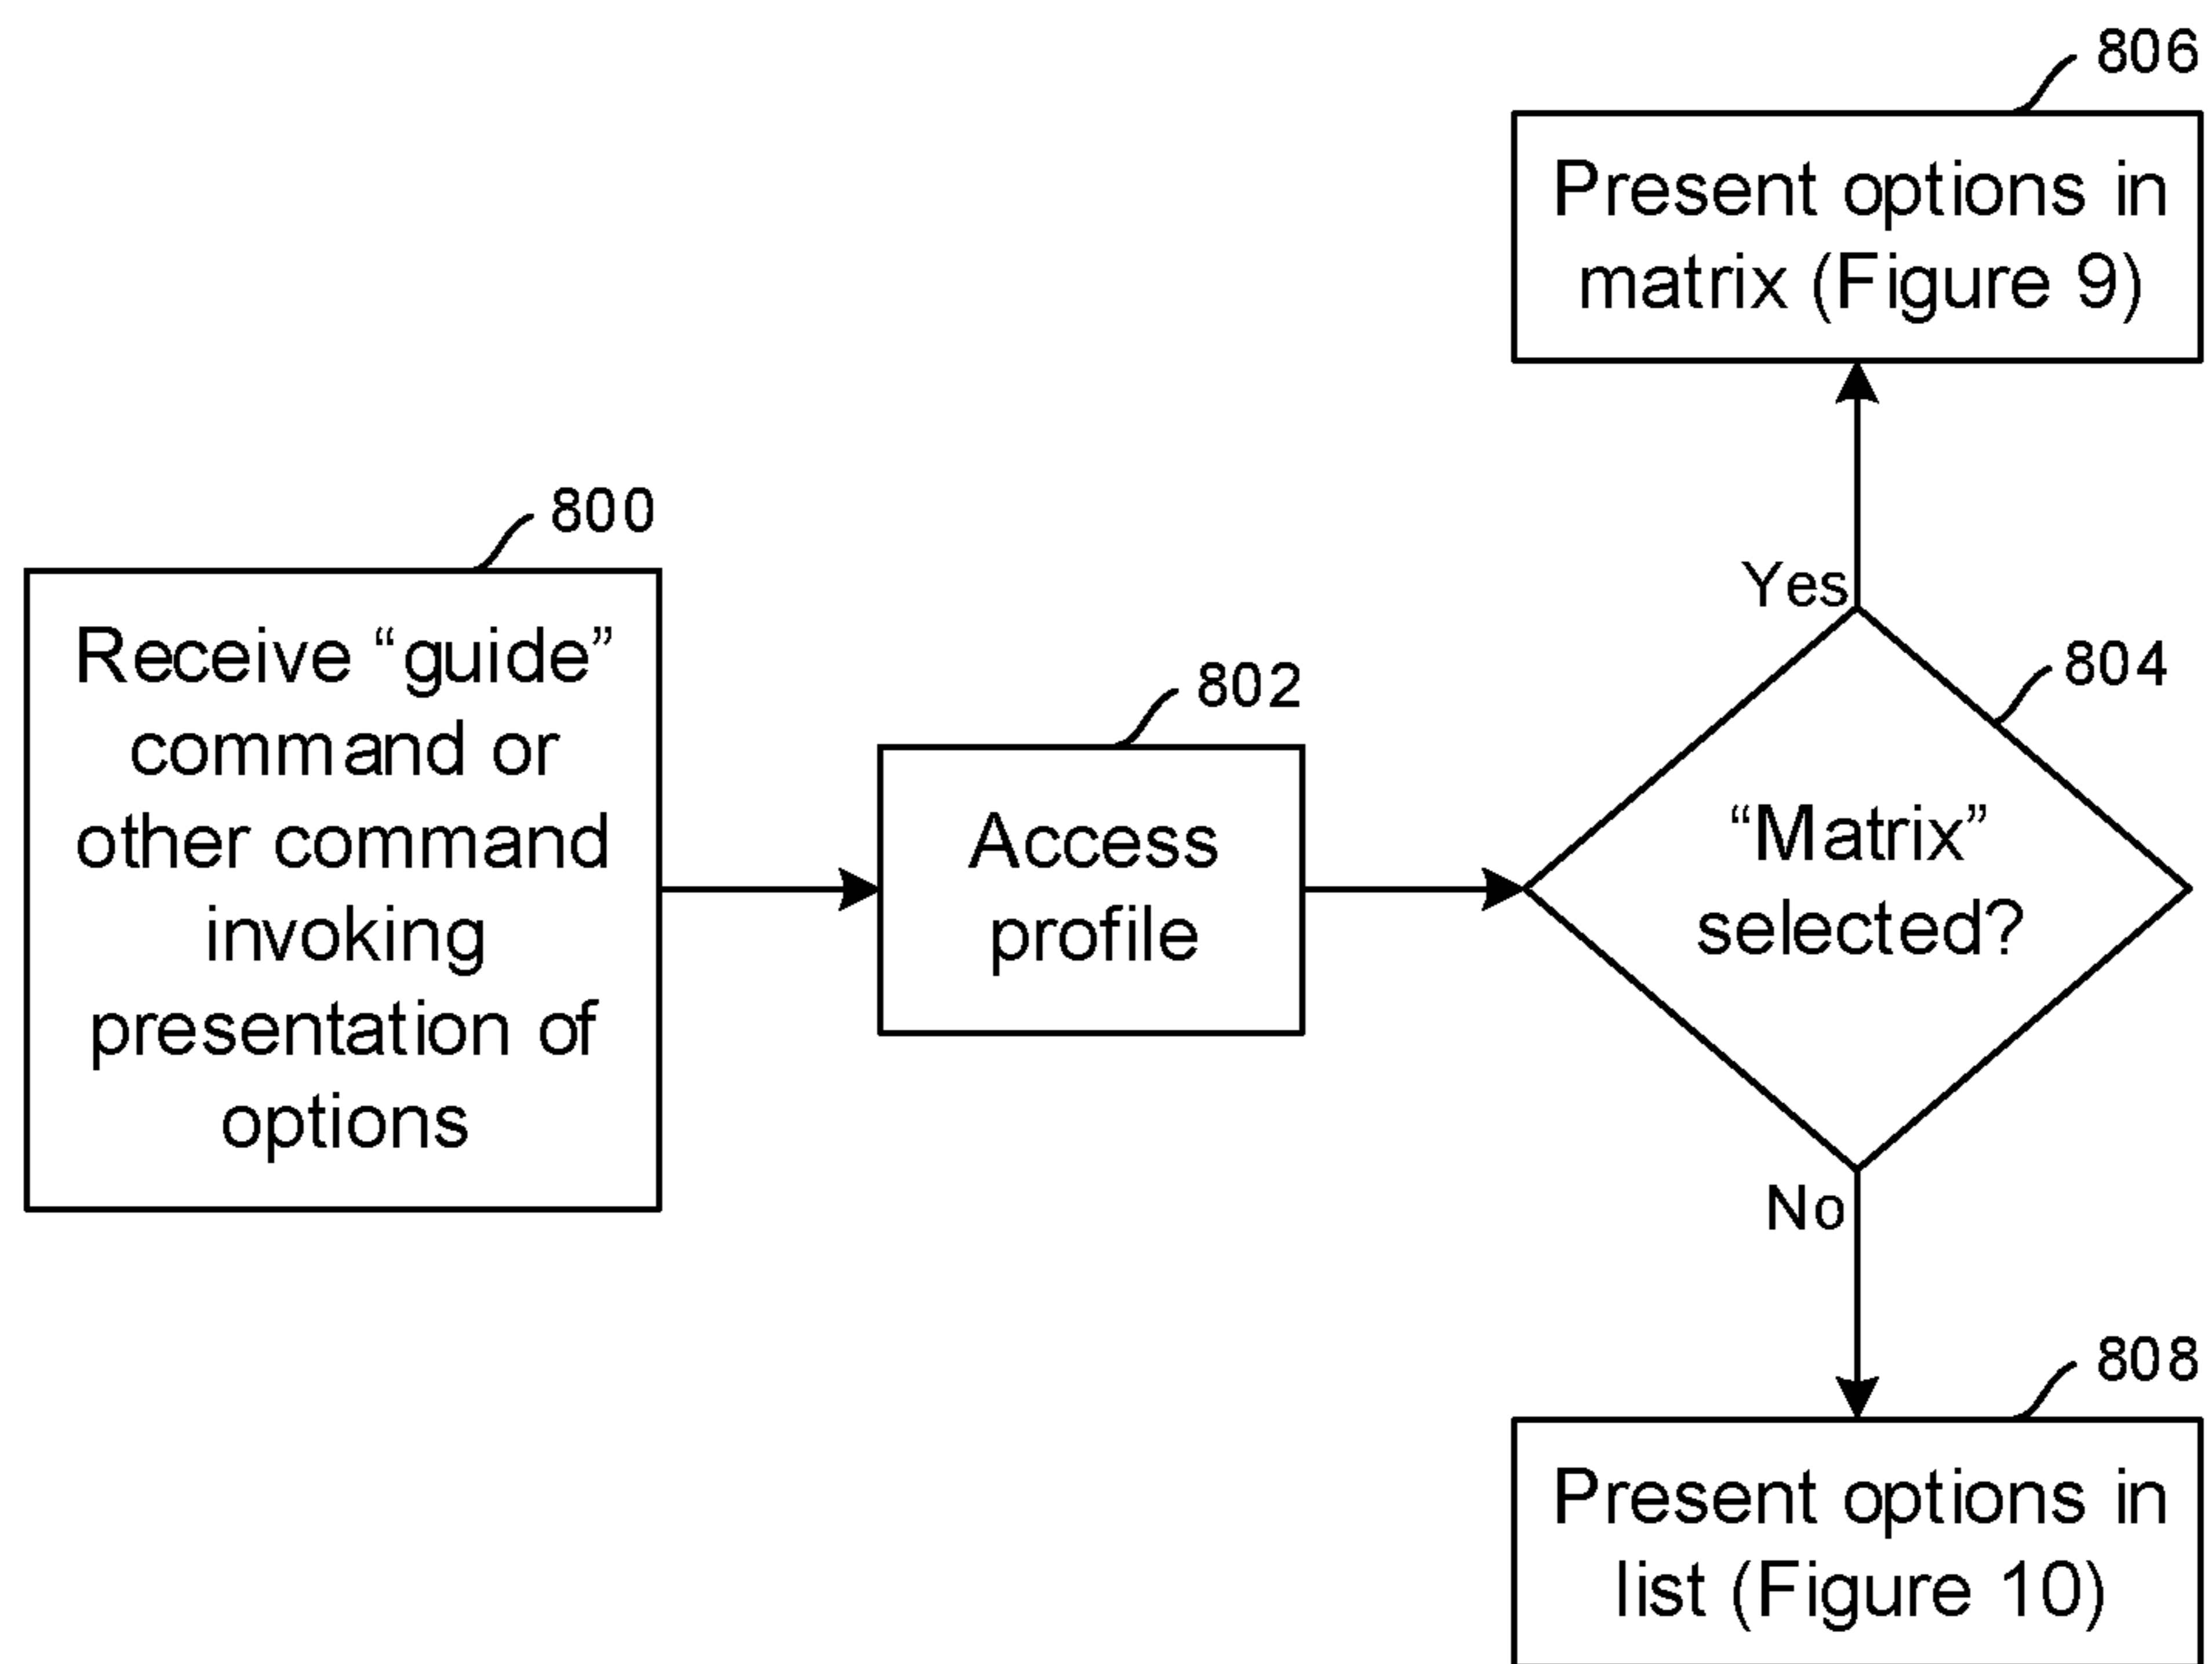 800
Receive “guide”
command or
other command
invoking
presentation of
options
802
Access
profile
804
“Matrix”
selected?
Yes
806
Present options in
matrix (Figure 9)
No
808
Present options in
list (Figure 10)